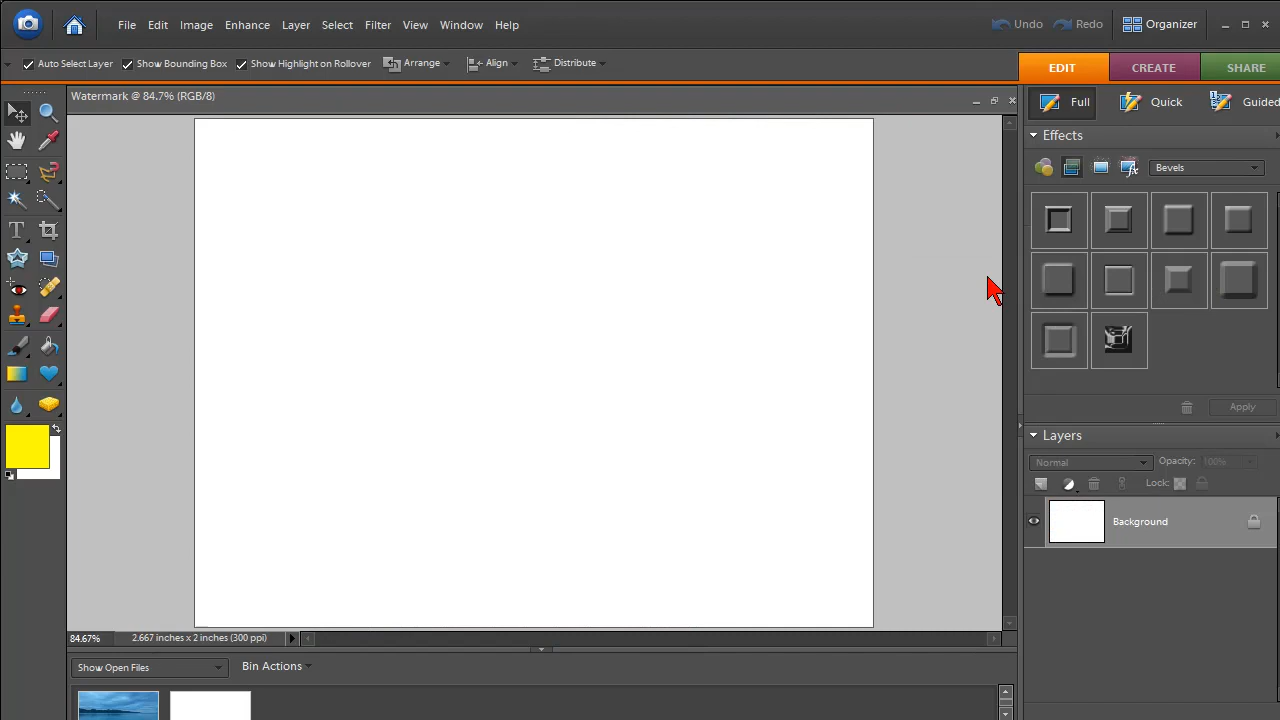 File Edit Image Enhance Layer Select Filter View Window Help Undo Redo Organizer
Auto Select Layer Show Bounding Box Show Highlight on Rollover Arrange Align Distribute EDIT CREATE SHARE
Watermark @ 84.7% (RGB/8)
Full Quick Guided
Effects
Bevels
Apply
Layers
Normal Opacity: 100%
Lock:
Background
84.67% 2.667 inches x 2 inches (300 ppi)
Show Open Files Bin Actions